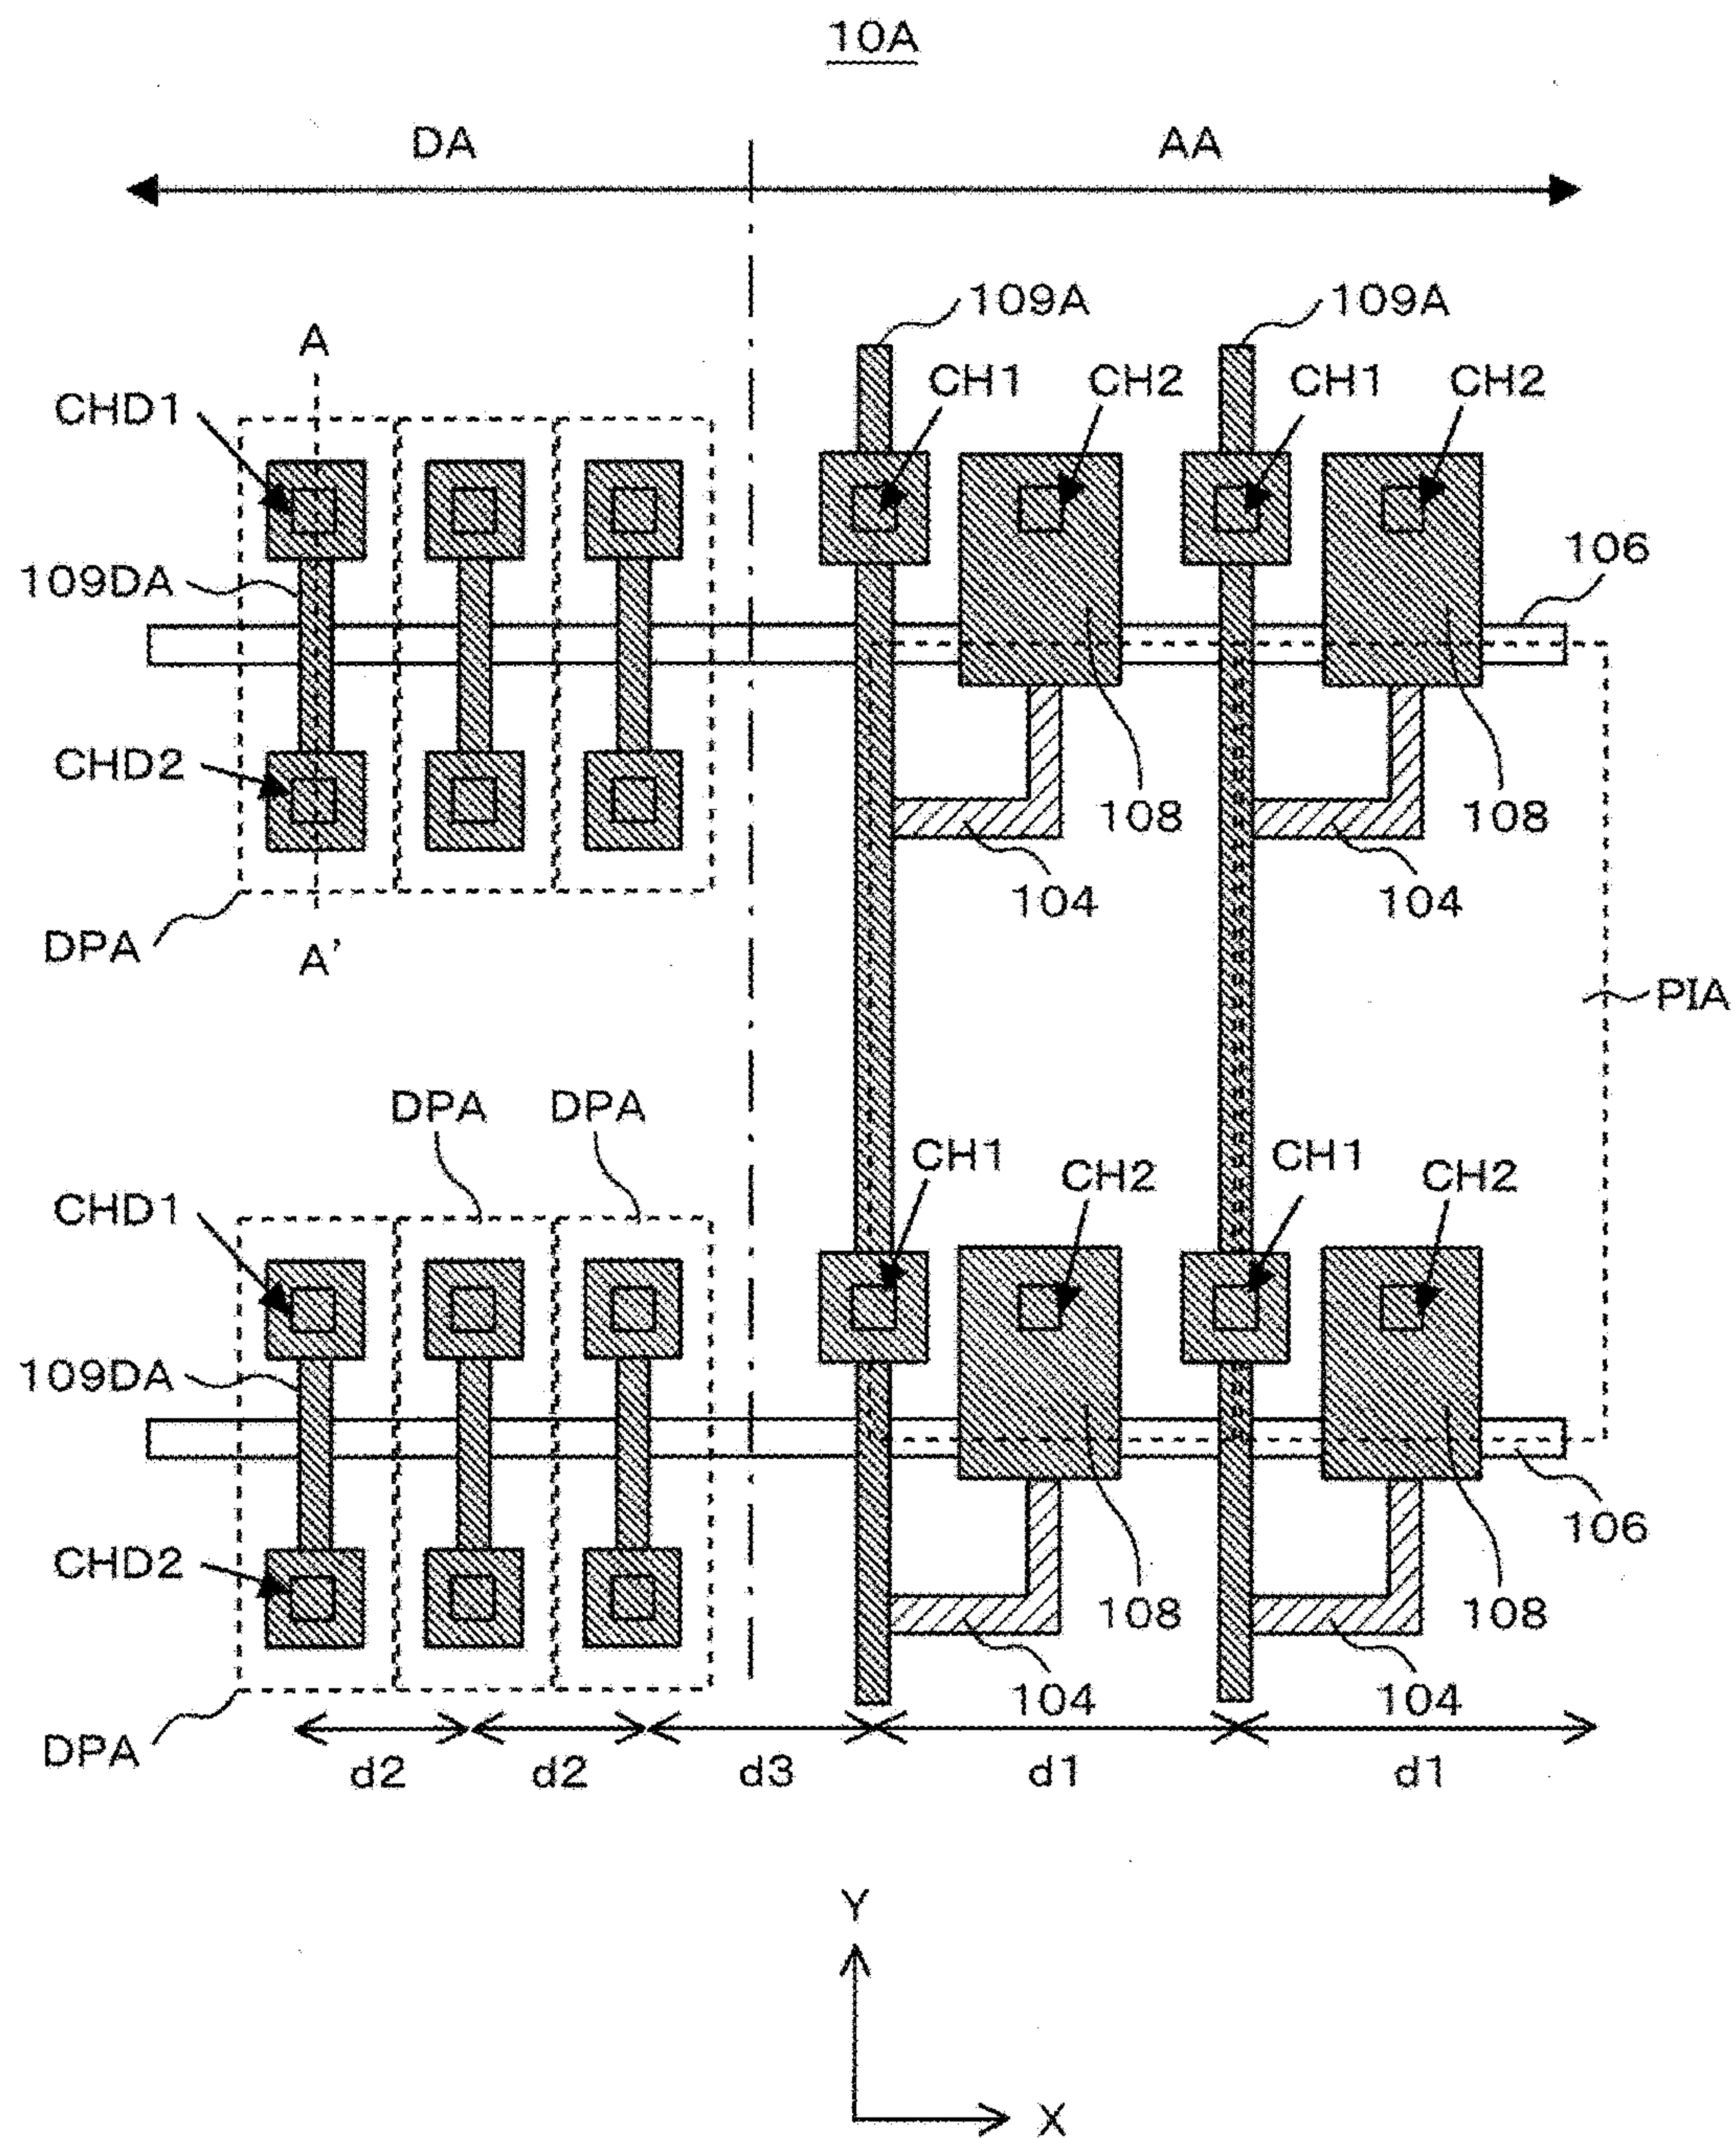 10A
DA
AA
109A
109A
A
CH1
CH2
CH1
CH2
CHD1
106
109DA
CHD2
108
108
104
104
DPA
A'
PIA
DPA
DPA
CH1
CH2
CH1
CH2
CHD1
109DA
106
CHD2
108
108
104
104
DPA
d2
d2
d3
d1
d1
Y
X